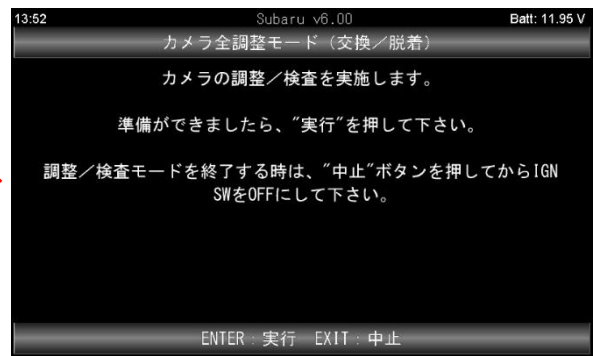 13:52 Subaru v6.00 Batt: 11.95 V
カメラ全調整モード（交換／脱着）
カメラの調整／検査を実施します。
準備ができましたら、″実行″を押して下さい。
調整／検査モードを終了する時は、″中止″ボタンを押してからIGN
SWをOFFにして下さい。
ENTER：実行 EXIT：中止